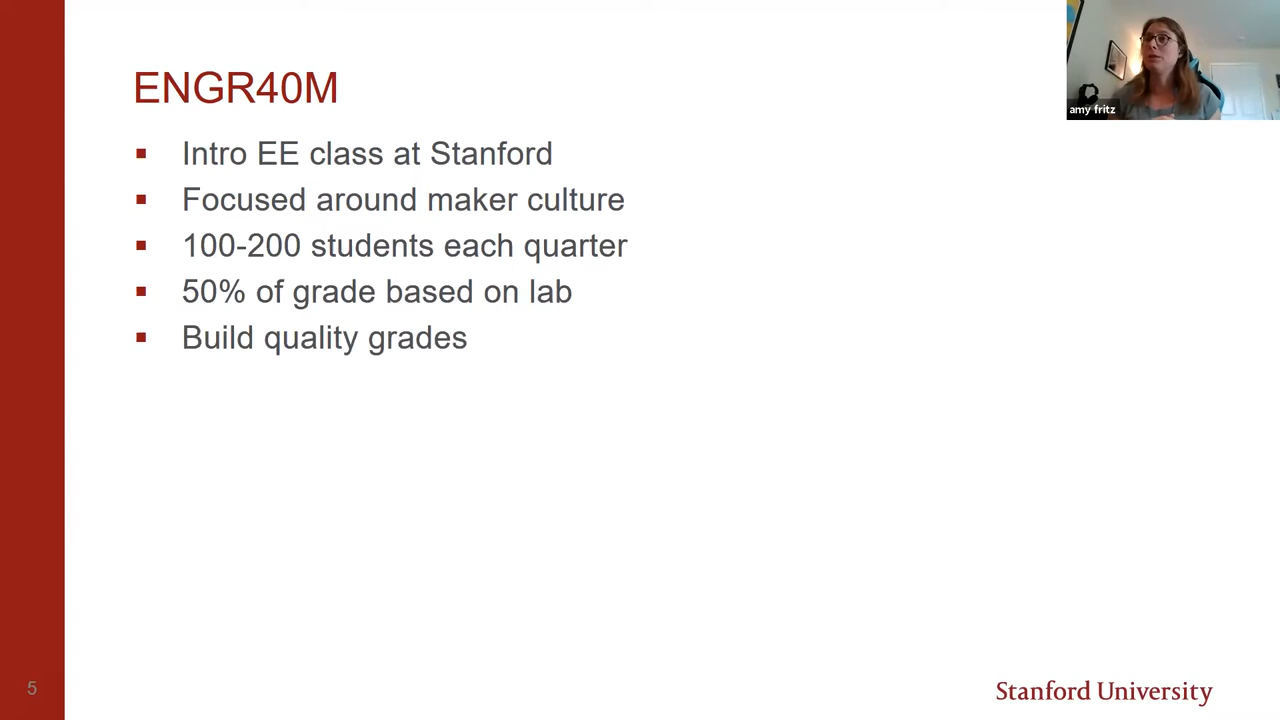 ENGR40M
Intro EE class at Stanford
Focused around maker culture
100-200 students each quarter
50% of grade based on lab
Build quality grades
amy fritz
5
Stanford University